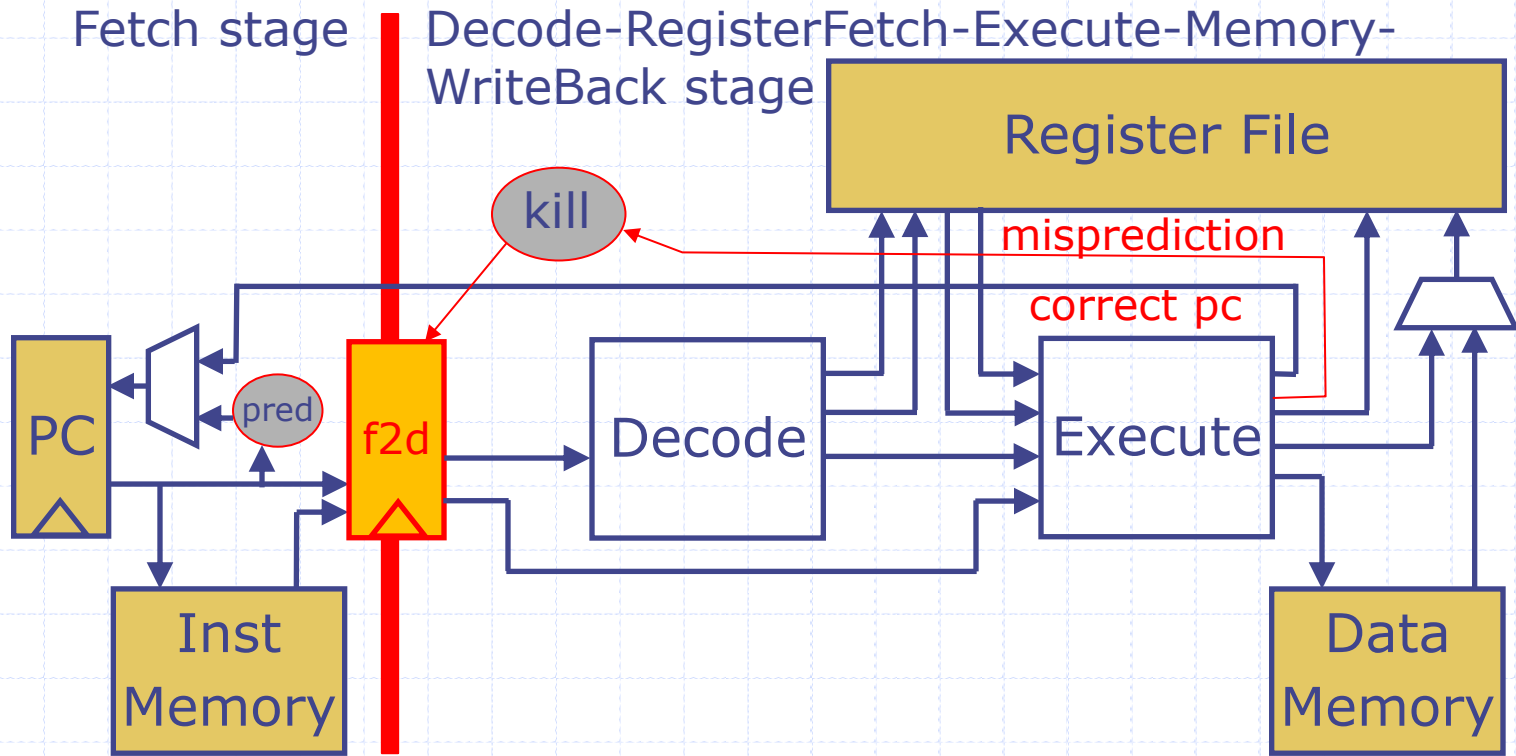 Fetch stage
Decode-RegisterFetch-Execute-Memory-
WriteBack stage
Register File
kill
misprediction
correct pc
PC
pred
f2d
Decode
Execute
Inst
Memory
Data
Memory